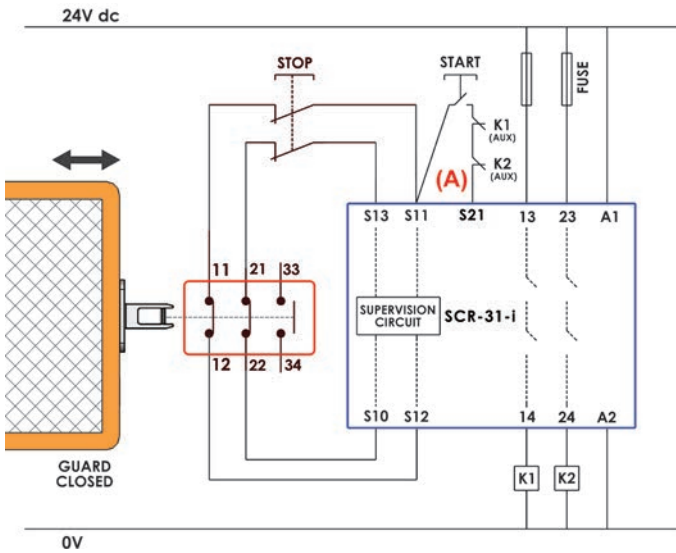 24V dc
STOP
START
FUSE
K1
(AUX)
K2
(AUX)
(A)
S13 S11 S21 13 23 A1
11 21 33
SUPERVISION
CIRCUIT
SCR-31-i
12 22 34
S10 S12 14 24 A2
GUARD
CLOSED
K1 K2
0V